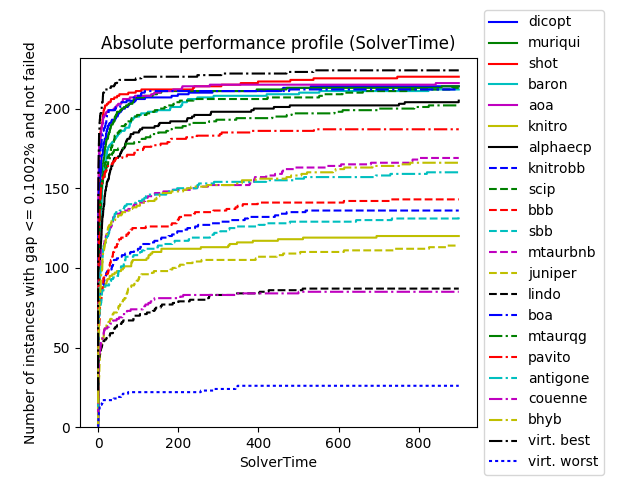 Absolute performance profile (SolverTime)
Number of instances with gap <= 0.1002% and not failed
200
150
100
50
0
0 200 400 600 800
SolverTime
dicopt
muriqui
shot
baron
aoa
knitro
alphaecp
knitrobb
scip
bbb
sbb
mtaurbnb
juniper
lindo
boa
mtaurqg
pavito
antigone
couenne
bhyb
virt. best
virt. worst